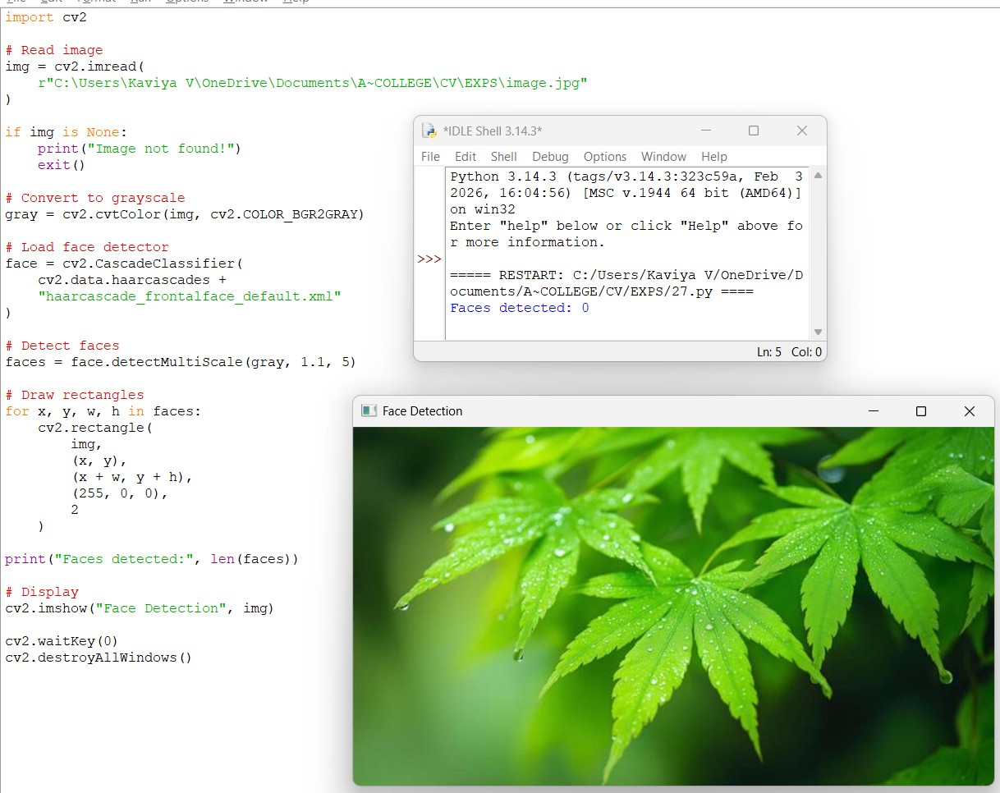 File Edit Format Run Options Window Help
import cv2
# Read image
img = cv2.imread(
r"C:\Users\Kaviya V\OneDrive\Documents\A~COLLEGE\CV\EXPS\image.jpg"
)
if img is None:
print("Image not found!")
exit()
# Convert to grayscale
gray = cv2.cvtColor(img, cv2.COLOR_BGR2GRAY)
# Load face detector
face = cv2.CascadeClassifier(
cv2.data.haarcascades +
"haarcascade_frontalface_default.xml"
)
# Detect faces
faces = face.detectMultiScale(gray, 1.1, 5)
# Draw rectangles
for x, y, w, h in faces:
cv2.rectangle(
img,
(x, y),
(x + w, y + h),
(255, 0, 0),
2
)
print("Faces detected:", len(faces))
# Display
cv2.imshow("Face Detection", img)
cv2.waitKey(0)
cv2.destroyAllWindows()
*IDLE Shell 3.14.3*
File Edit Shell Debug Options Window Help
Python 3.14.3 (tags/v3.14.3:323c59a, Feb  3
2026, 16:04:56) [MSC v.1944 64 bit (AMD64)]
on win32
Enter "help" below or click "Help" above fo
r more information.
>>>
===== RESTART: C:/Users/Kaviya V/OneDrive/D
ocuments/A~COLLEGE/CV/EXPS/27.py ====
Faces detected: 0
Ln: 5 Col: 0
Face Detection